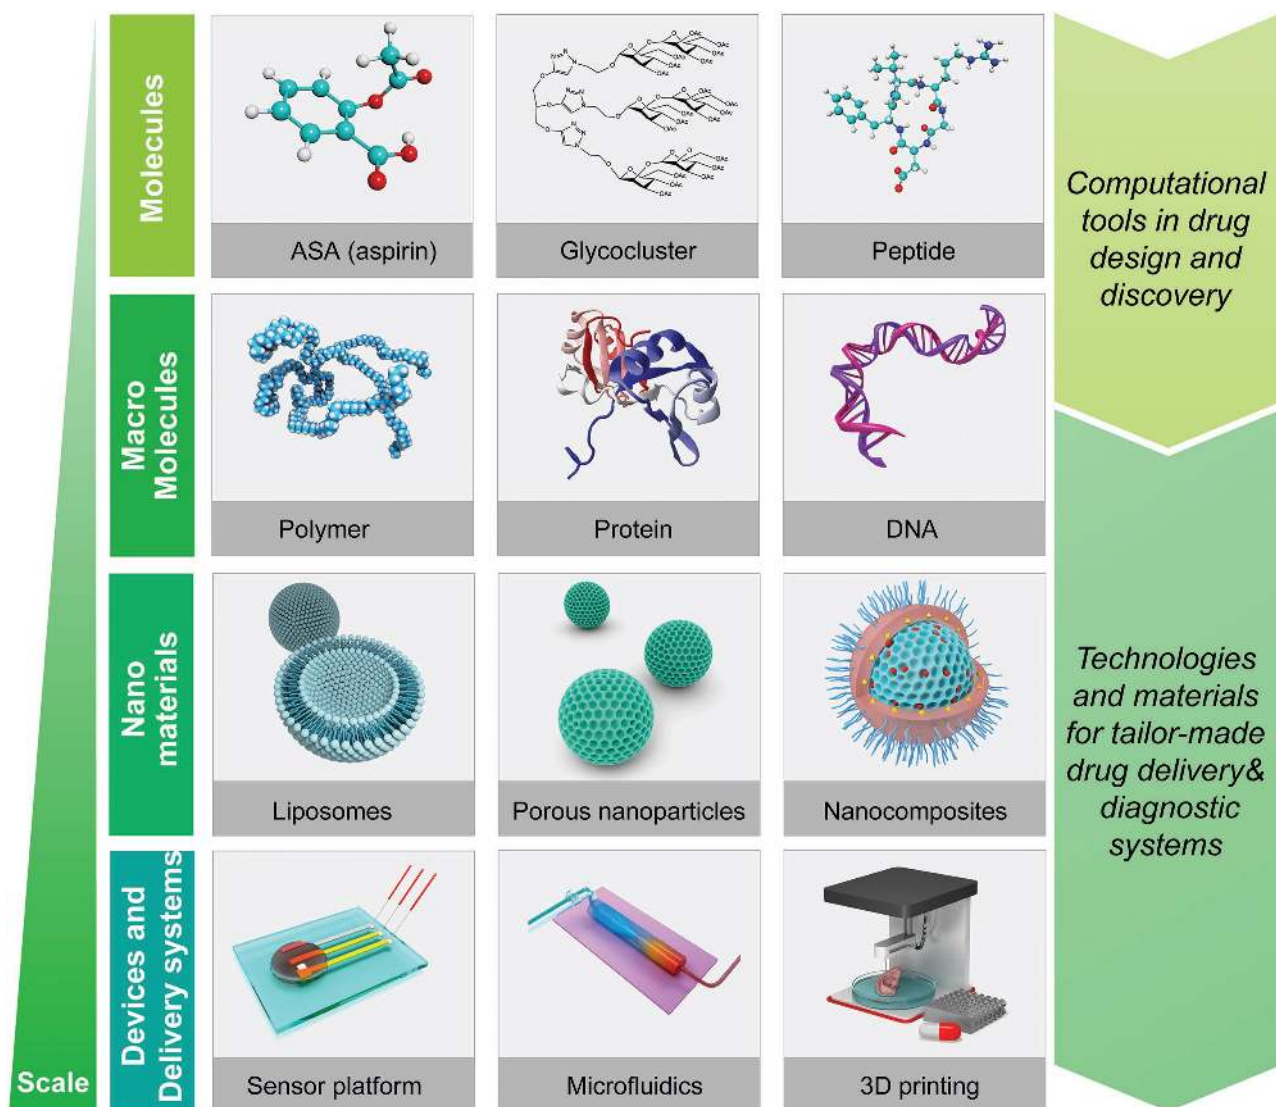 Molecules
ASA (aspirin)
Glycocluster
Peptide
Computational
tools in drug
design and
discovery
Macro
Molecules
Polymer
Protein
DNA
Nano
materials
Liposomes
Porous nanoparticles
Nanocomposites
Technologies
and materials
for tailor-made
drug delivery&
diagnostic
systems
Devices and
Delivery systems
Sensor platform
Microfluidics
3D printing
Scale